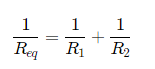 1/R_eq = 1/R_1 + 1/R_2